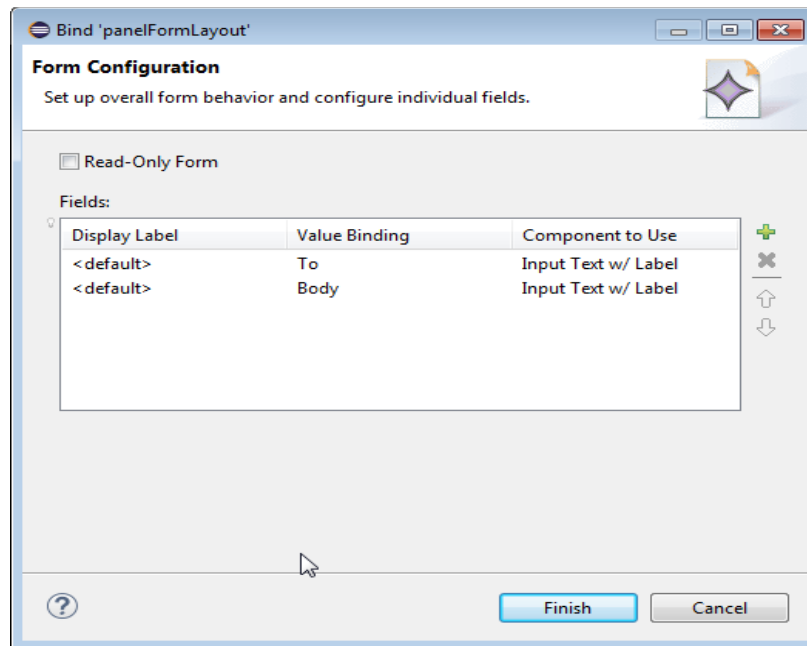 Bind 'panelFormLayout'
Form Configuration
Set up overall form behavior and configure individual fields.
Read-Only Form
Fields:
Display Label Value Binding Component to Use
<default> To Input Text w/ Label
<default> Body Input Text w/ Label
? Finish Cancel